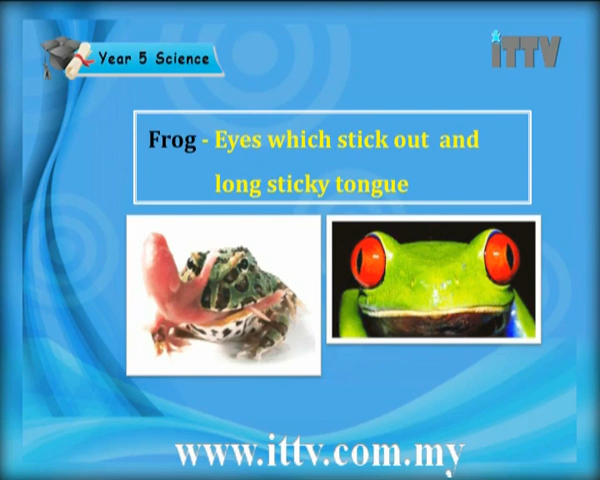 Year 5 Science
iTTV
Frog - Eyes which stick out and
long sticky tongue
www.ittv.com.my